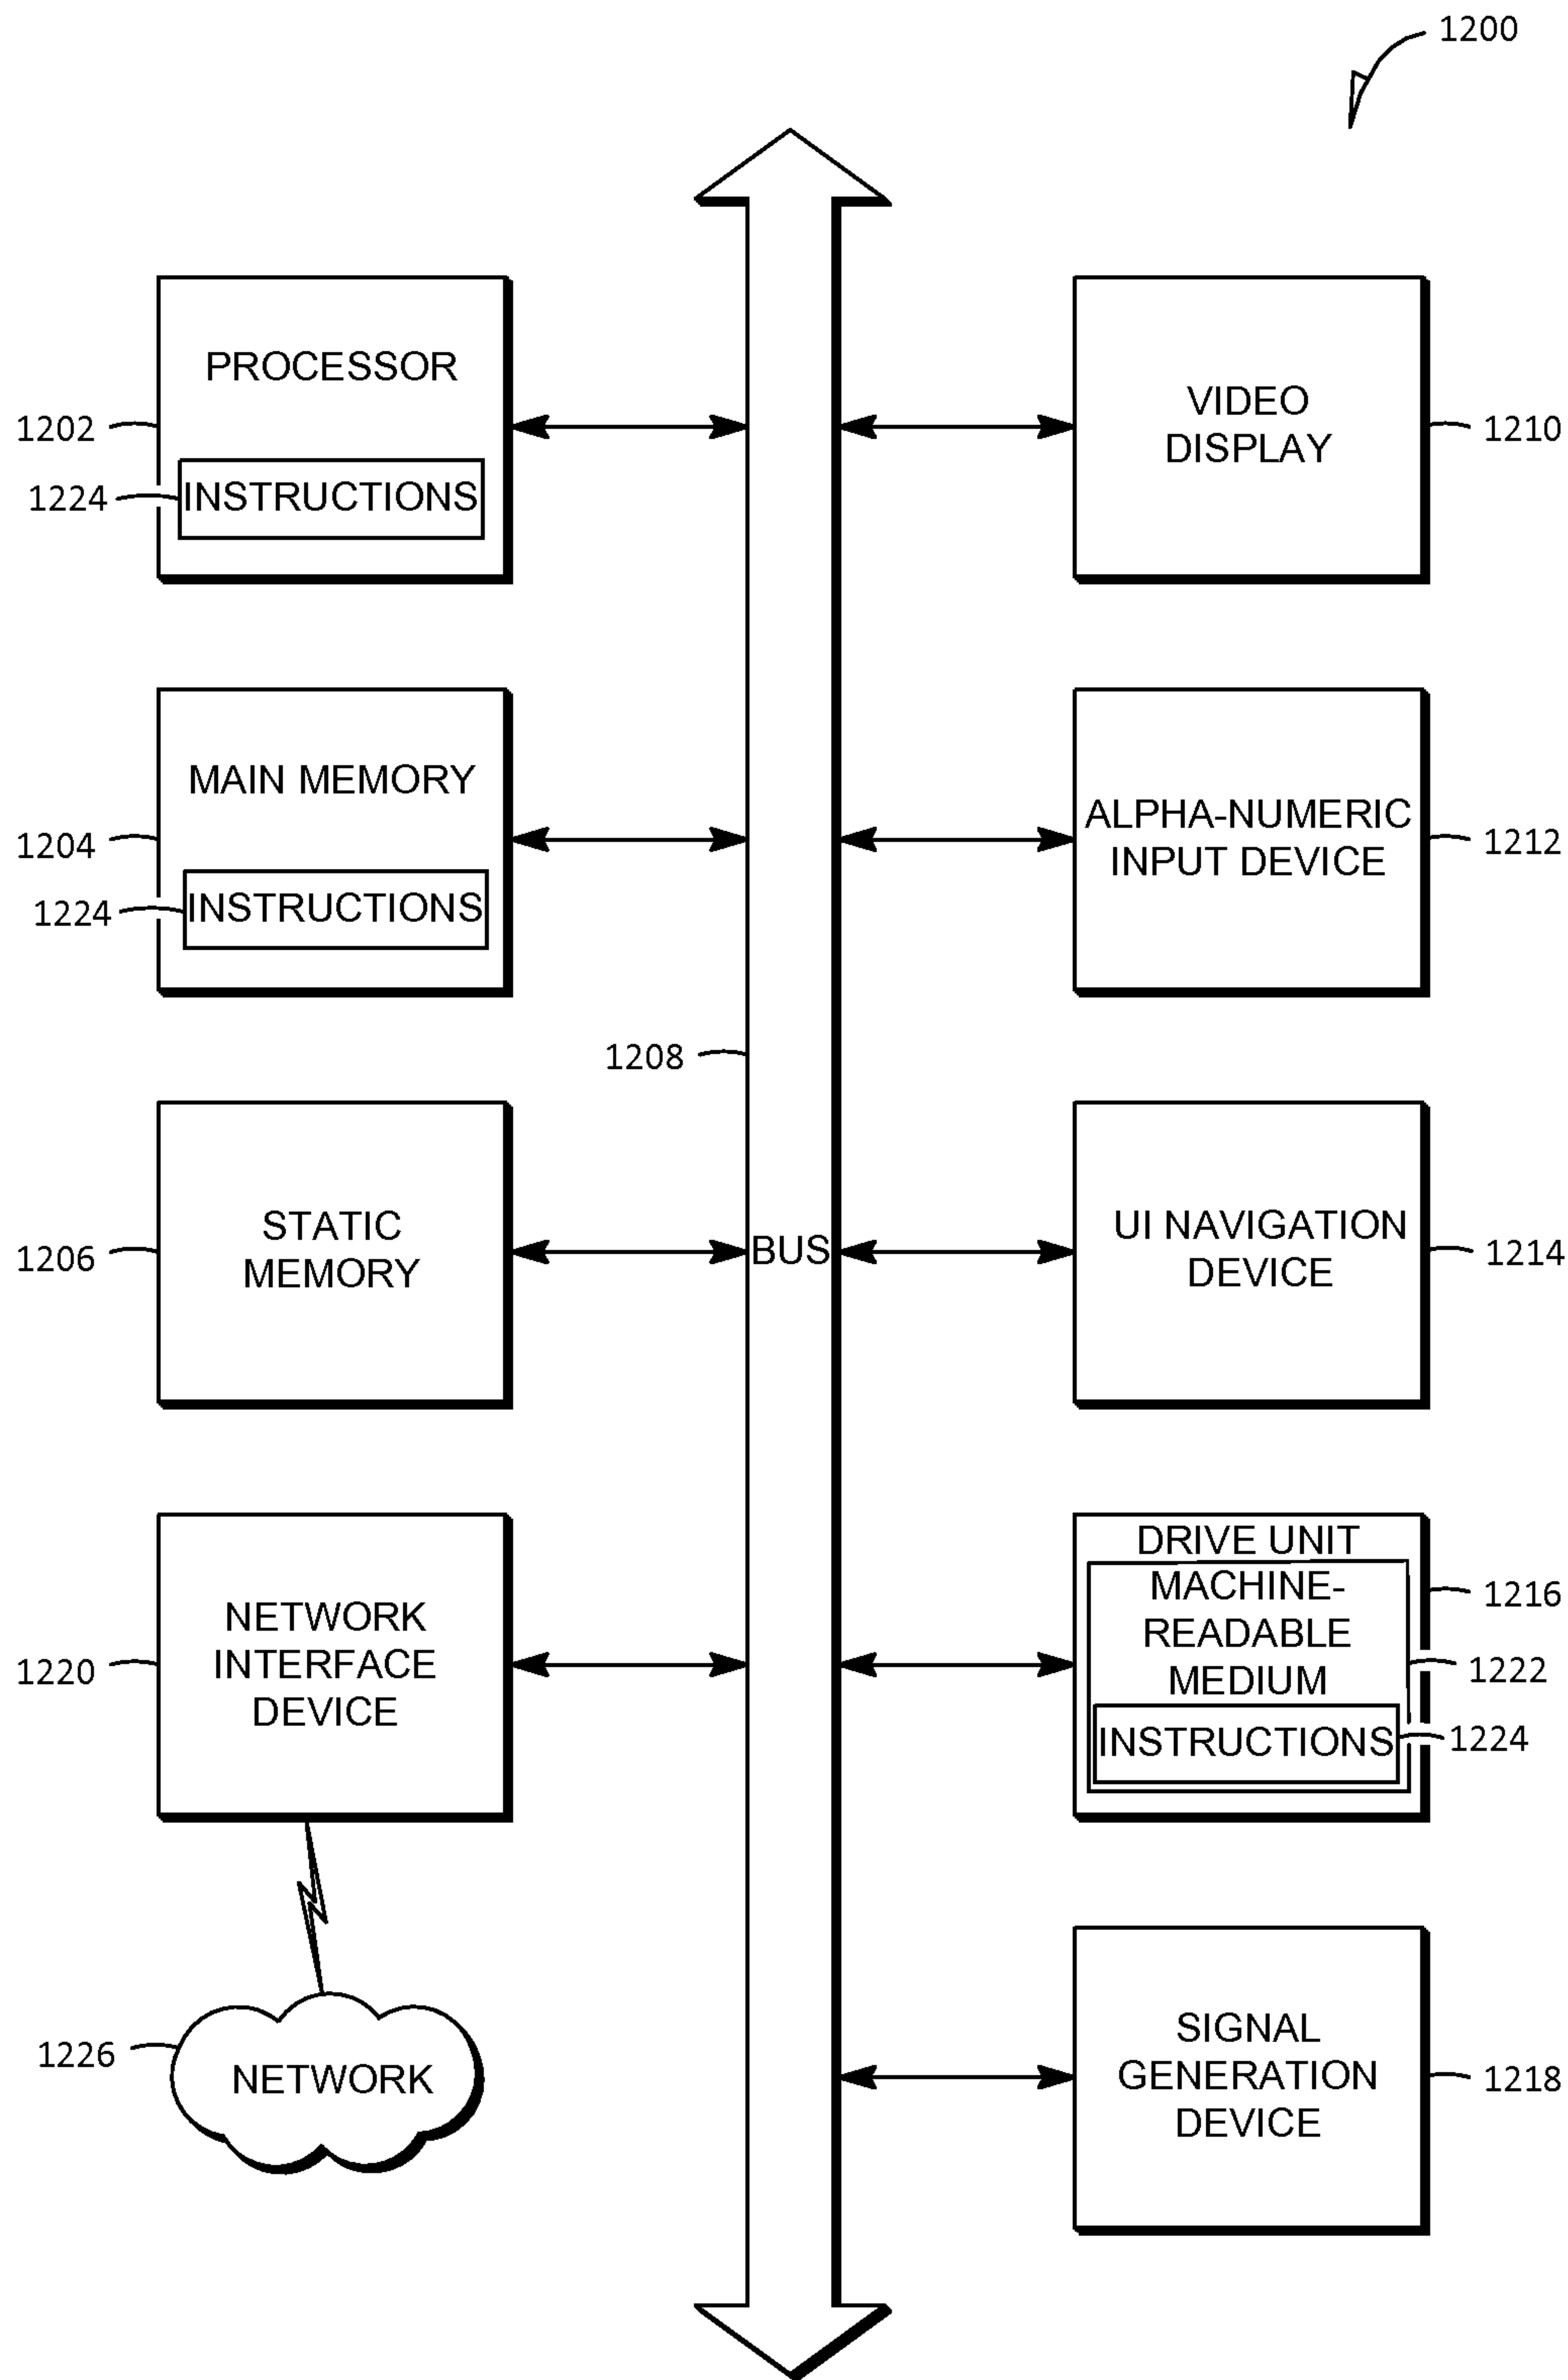 1200
PROCESSOR
1202
1224
INSTRUCTIONS
VIDEO
DISPLAY
1210
MAIN MEMORY
1204
1224
INSTRUCTIONS
ALPHA-NUMERIC
INPUT DEVICE
1212
1208
STATIC
MEMORY
1206
BUS
UI NAVIGATION
DEVICE
1214
NETWORK
INTERFACE
DEVICE
1220
DRIVE UNIT
MACHINE-
READABLE
MEDIUM
INSTRUCTIONS
1216
1222
1224
1226
NETWORK
SIGNAL
GENERATION
DEVICE
1218